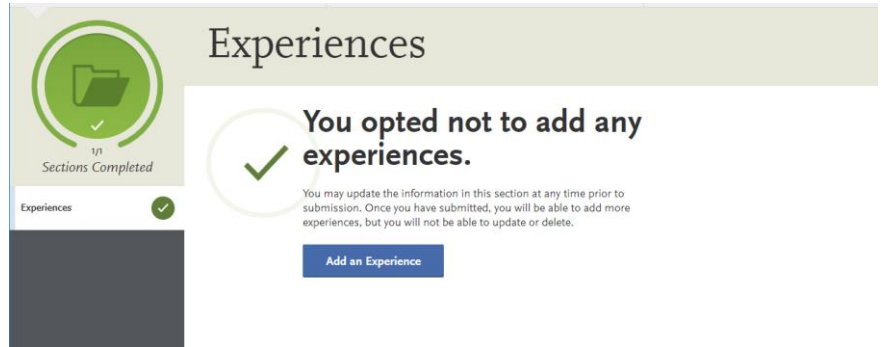 Experiences
1/1
Sections Completed
Experiences
You opted not to add any
experiences.
You may update the information in this section at any time prior to
submission. Once you have submitted, you will be able to add more
experiences, but you will not be able to update or delete.
Add an Experience